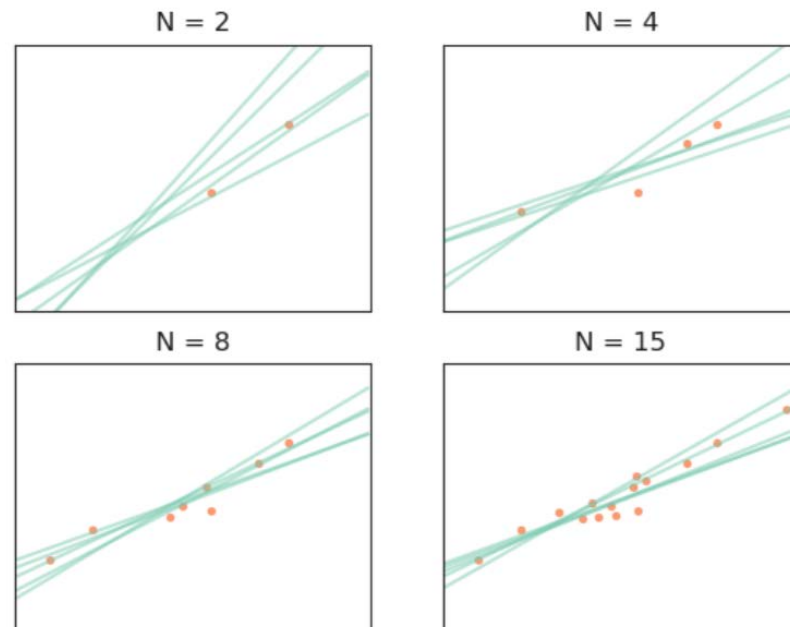 N = 2
N = 4
N = 8
N = 15